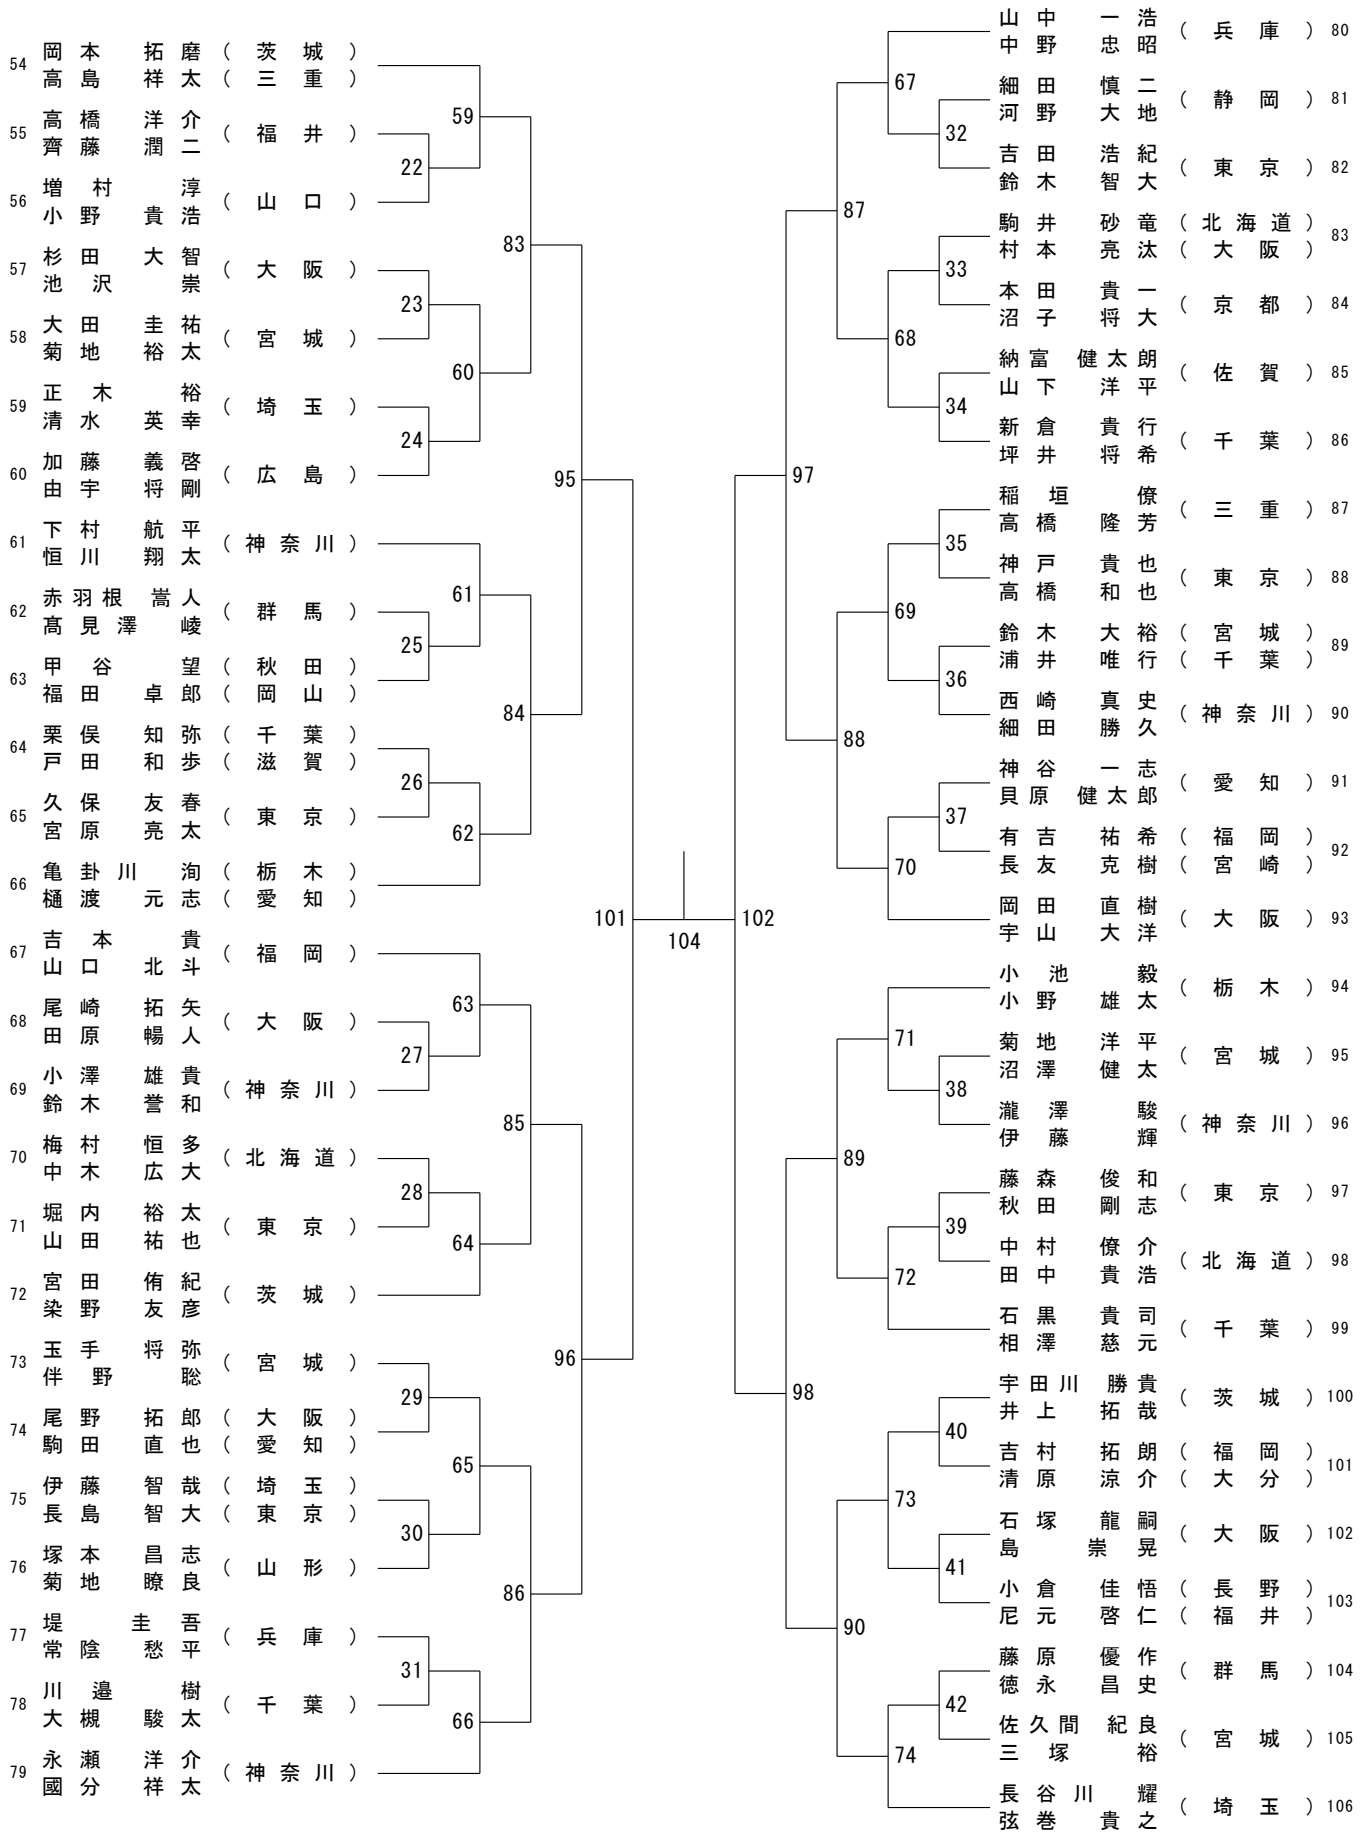 54 岡本 拓磨 (茨城)
高島 祥太 (三重)
55 高橋 洋介 (福井)
齊藤 潤二
56 増村 淳 (山口)
小野 貴浩
57 杉田 大智 (大阪)
池沢 崇
58 大田 圭祐 (宮城)
菊地 裕太
59 正木 裕 (埼玉)
清水 英幸
60 加藤 義啓 (広島)
由宇 将剛
61 下村 航平 (神奈川)
恒川 翔太
62 赤羽根 嵩人 (群馬)
髙見澤 崚
63 甲谷 望 (秋田)
福田 卓郎 (岡山)
64 栗俣 知弥 (千葉)
戸田 和歩 (滋賀)
65 久保 友春 (東京)
宮原 亮太
66 亀卦川 洵 (栃木)
樋渡 元志 (愛知)
67 吉本 貴 (福岡)
山口 北斗
68 尾崎 拓矢 (大阪)
田原 暢人
69 小澤 雄貴 (神奈川)
鈴木 誉和
70 梅村 恒多 (北海道)
中木 広大
71 堀内 裕太 (東京)
山田 祐也
72 宮田 侑紀 (茨城)
染野 友彦
73 玉手 将弥 (宮城)
伴野 聡
74 尾野 拓郎 (大阪)
駒田 直也 (愛知)
75 伊藤 智哉 (埼玉)
長島 智大 (東京)
76 塚本 昌志 (山形)
菊地 瞭良
77 堤 圭吾 (兵庫)
常陰 愁平
78 川邉 樹 (千葉)
大槻 駿太
79 永瀬 洋介 (神奈川)
國分 祥太
59
22
83
23
60
24
95
61
25
84
26
62
101
63
27
85
28
64
96
29
65
30
86
31
66
104
102
67
32
87
33
68
34
97
35
69
36
88
37
70
71
38
89
39
72
98
40
73
41
90
42
74
山中 一浩 (兵庫) 80
中野 忠昭
細田 慎二 (静岡) 81
河野 大地
吉田 浩紀 (東京) 82
鈴木 智大
駒井 砂竜 (北海道) 83
村本 亮汰 (大阪)
本田 貴一 (京都) 84
沼子 将大
納富 健太朗 (佐賀) 85
山下 洋平
新倉 貴行 (千葉) 86
坪井 将希
稲垣 僚 (三重) 87
高橋 隆芳
神戸 貴也 (東京) 88
高橋 和也
鈴木 大裕 (宮城) 89
浦井 唯行 (千葉)
西崎 真史 (神奈川) 90
細田 勝久
神谷 一志 (愛知) 91
貝原 健太郎
有吉 祐希 (福岡) 92
長友 克樹 (宮崎)
岡田 直樹 (大阪) 93
宇山 大洋
小池 毅 (栃木) 94
小野 雄太
菊地 洋平 (宮城) 95
沼澤 健太
瀧澤 駿 (神奈川) 96
伊藤 輝
藤森 俊和 (東京) 97
秋田 剛志
中村 僚介 (北海道) 98
田中 貴浩
石黒 貴司 (千葉) 99
相澤 慈元
宇田川 勝貴 (茨城) 100
井上 拓哉
吉村 拓朗 (福岡) 101
清原 涼介 (大分)
石塚 龍嗣 (大阪) 102
島 崇晃
小倉 佳悟 (長野) 103
尼元 啓仁 (福井)
藤原 優作 (群馬) 104
徳永 昌史
佐久間 紀良 (宮城) 105
三塚 裕
長谷川 耀 (埼玉) 106
弦巻 貴之